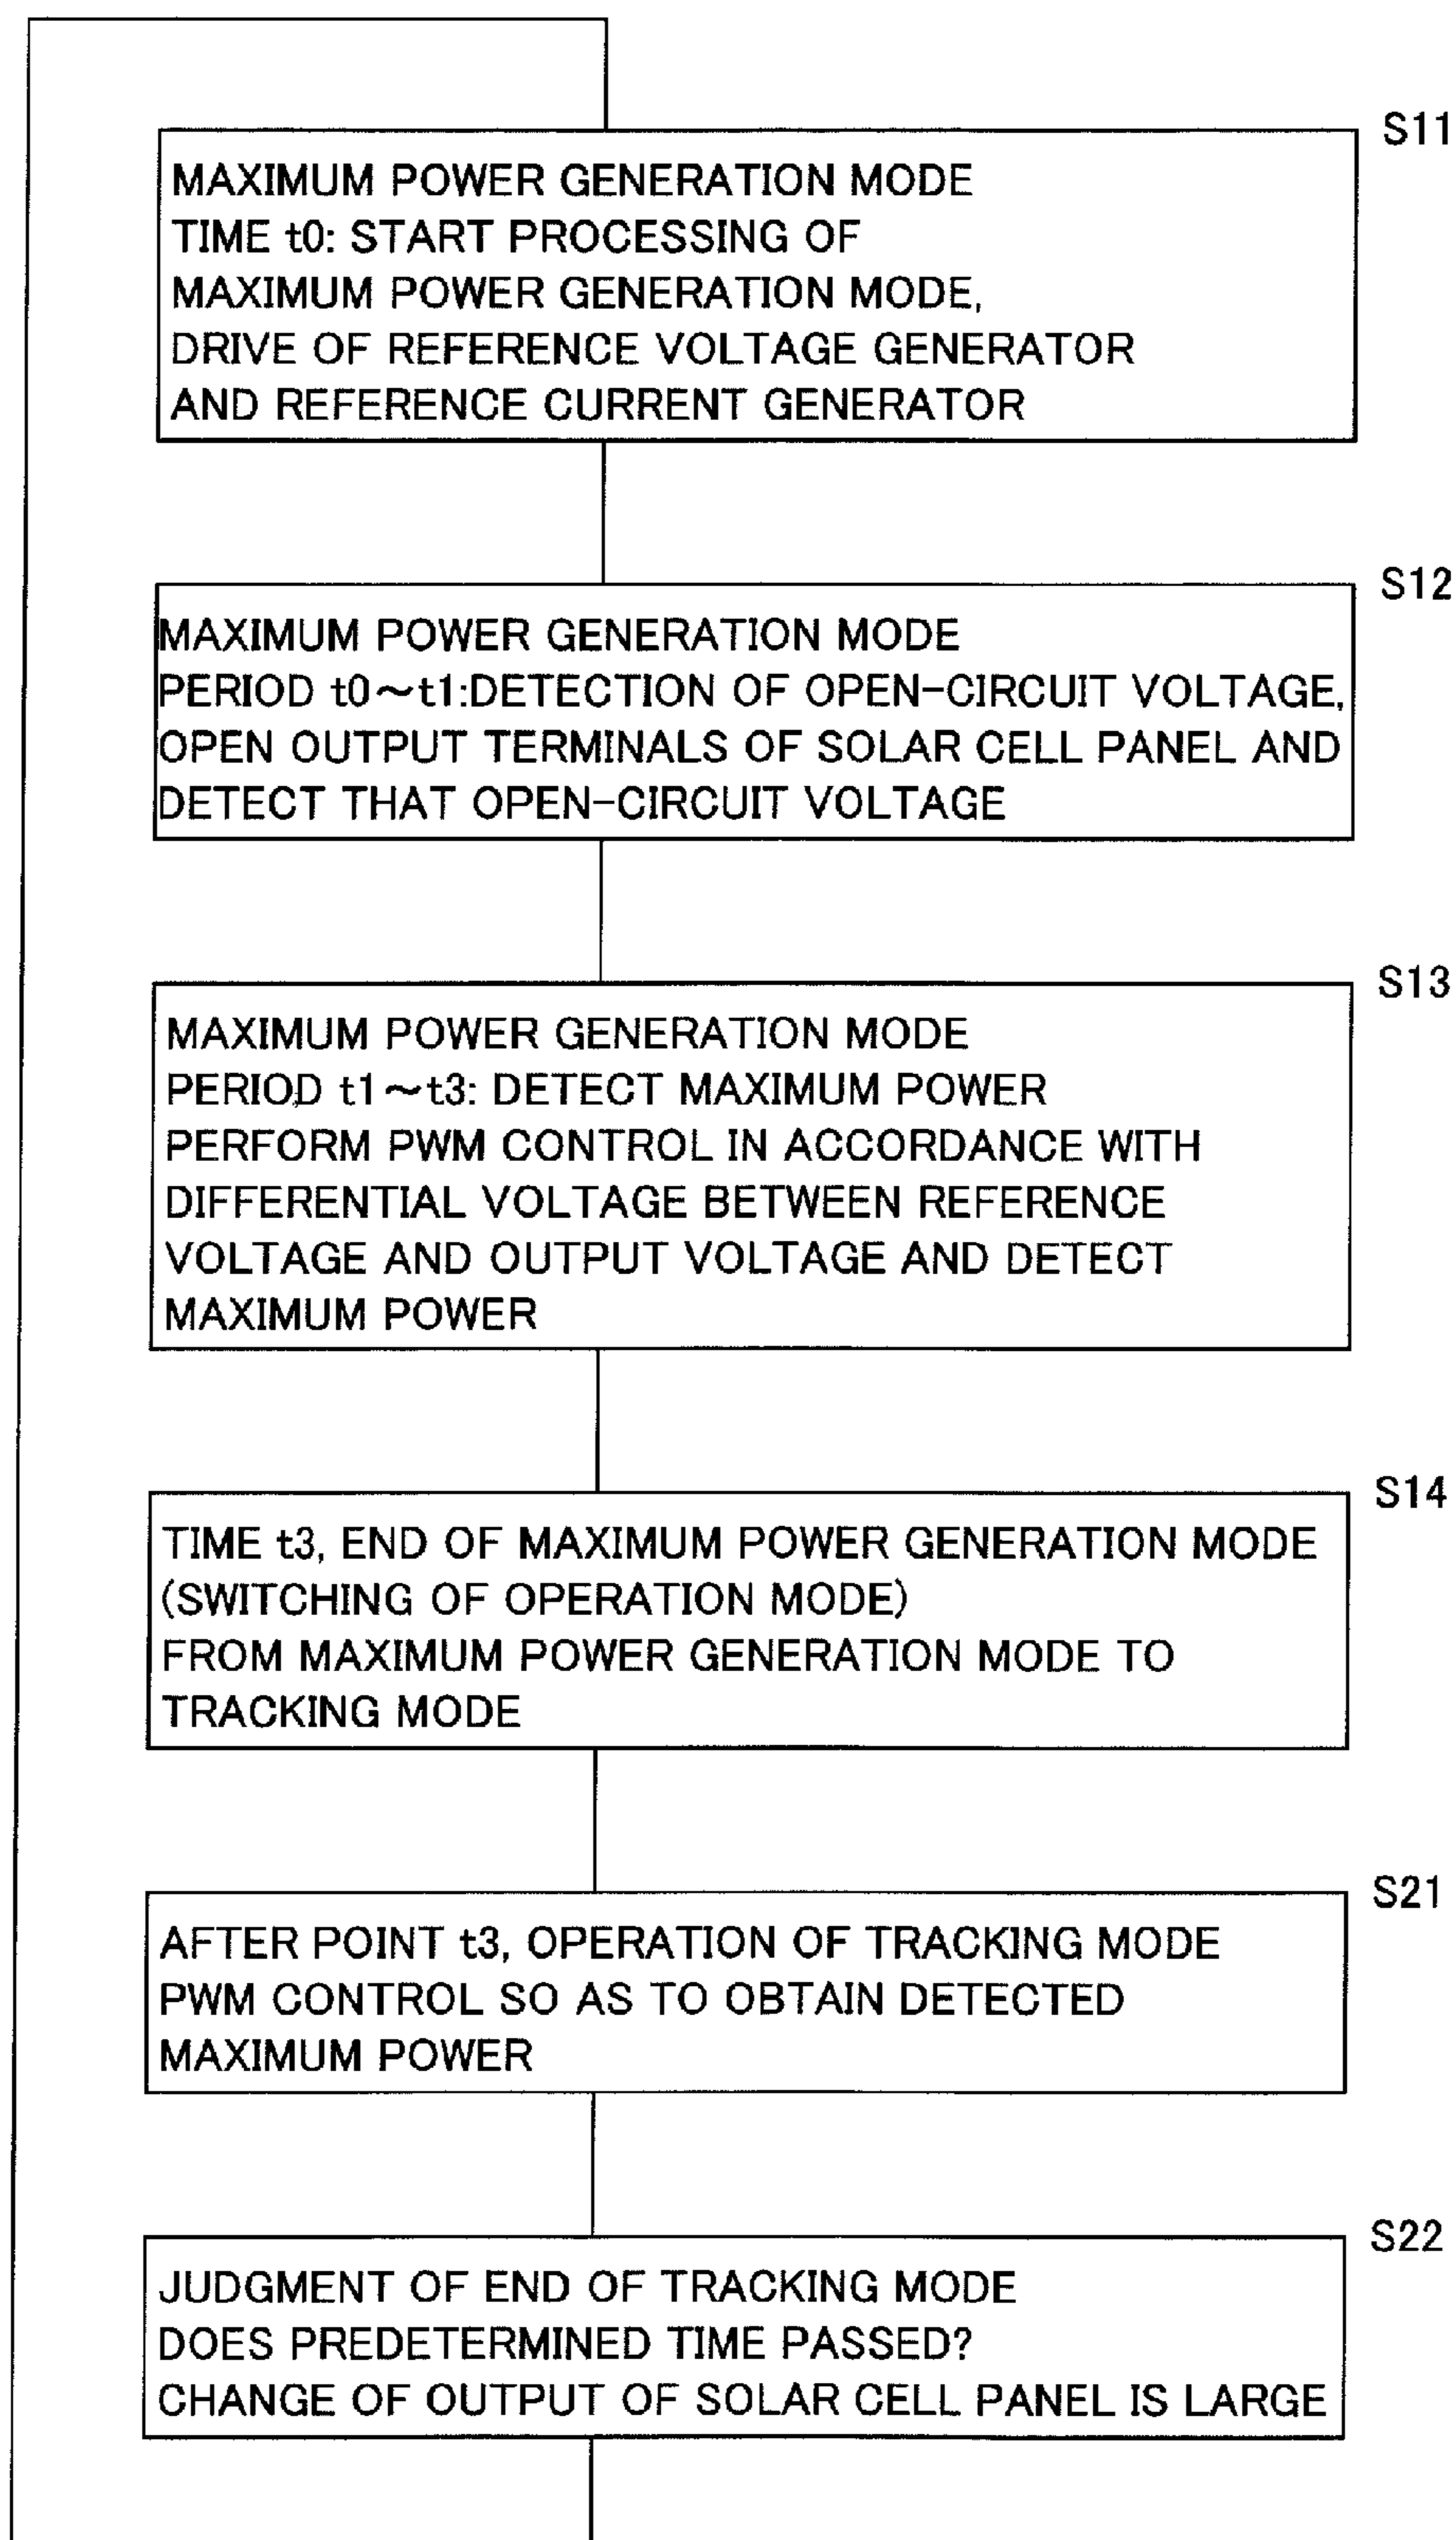 S11
MAXIMUM POWER GENERATION MODE
TIME t0: START PROCESSING OF
MAXIMUM POWER GENERATION MODE,
DRIVE OF REFERENCE VOLTAGE GENERATOR
AND REFERENCE CURRENT GENERATOR
S12
MAXIMUM POWER GENERATION MODE
PERIOD t0～t1:DETECTION OF OPEN-CIRCUIT VOLTAGE,
OPEN OUTPUT TERMINALS OF SOLAR CELL PANEL AND
DETECT THAT OPEN-CIRCUIT VOLTAGE
S13
MAXIMUM POWER GENERATION MODE
PERIOD t1～t3: DETECT MAXIMUM POWER
PERFORM PWM CONTROL IN ACCORDANCE WITH
DIFFERENTIAL VOLTAGE BETWEEN REFERENCE
VOLTAGE AND OUTPUT VOLTAGE AND DETECT
MAXIMUM POWER
S14
TIME t3, END OF MAXIMUM POWER GENERATION MODE
(SWITCHING OF OPERATION MODE)
FROM MAXIMUM POWER GENERATION MODE TO
TRACKING MODE
S21
AFTER POINT t3, OPERATION OF TRACKING MODE
PWM CONTROL SO AS TO OBTAIN DETECTED
MAXIMUM POWER
S22
JUDGMENT OF END OF TRACKING MODE
DOES PREDETERMINED TIME PASSED?
CHANGE OF OUTPUT OF SOLAR CELL PANEL IS LARGE